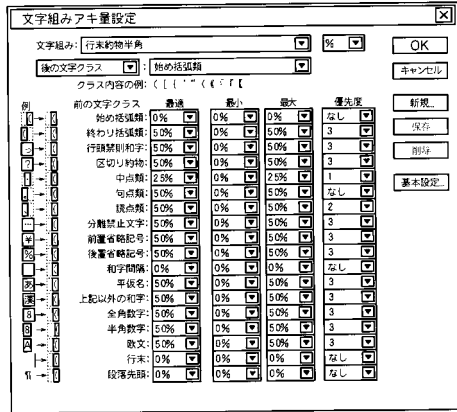 文字組みアキ量設定
文字組み: 行末約物半角 %
OK
後の文字クラス : 始め括弧類
キャンセル
クラス内容の例:
例 前の文字クラス 最適 最小 最大 優先度
新規...
始め括弧類: 0% 0% 0% なし
終わり括弧類: 50% 0% 50% 3
保存
行頭禁則和字: 50% 0% 50% 3
区切り約物: 50% 0% 50% 3
削除
中点類: 25% 0% 25% 1
句点類: 50% 0% 50% なし
基本設定...
読点類: 50% 0% 50% 2
分離禁止文字: 50% 0% 50% 3
前置省略記号: 50% 0% 50% 3
後置省略記号: 50% 0% 50% 3
和字間隔: 0% 0% 0% なし
平仮名: 50% 0% 50% 3
上記以外の和字: 50% 0% 50% 3
全角数字: 50% 0% 50% 3
半角数字: 50% 0% 50% 3
欧文: 50% 0% 50% 3
行末: 0% 0% 0% なし
段落先頭: 0% 0% 0% なし